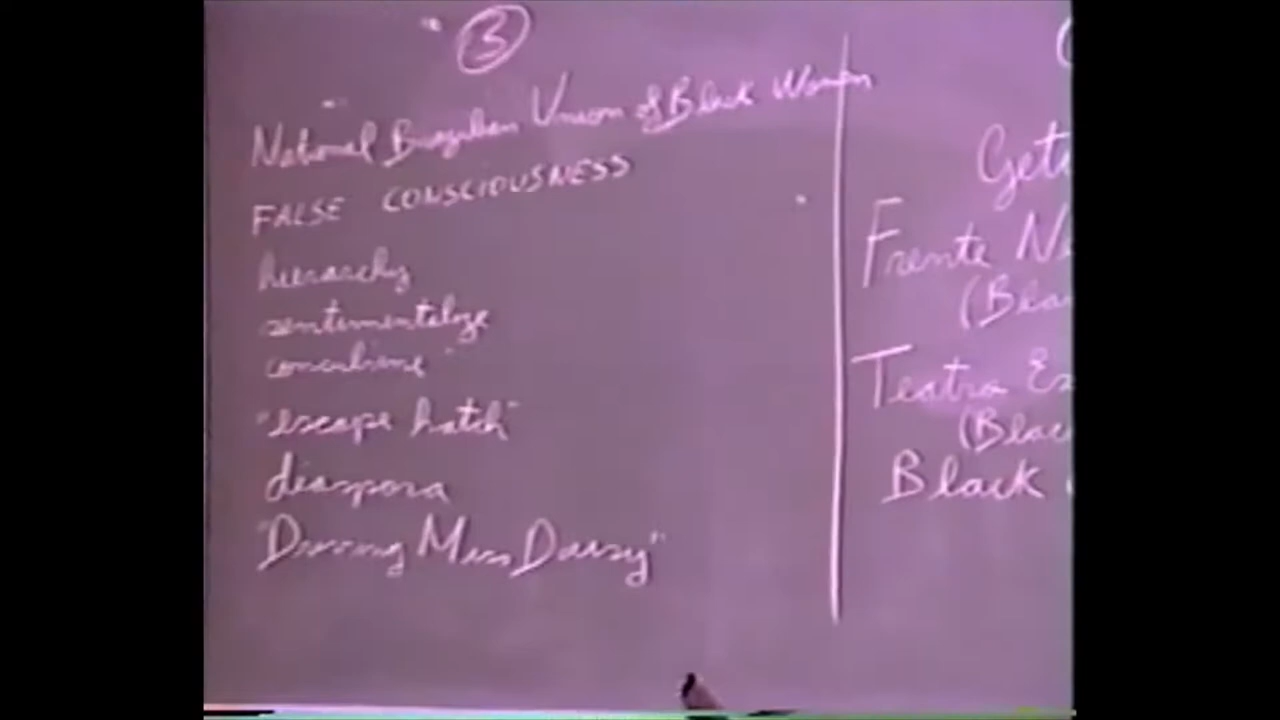 3
National Brazilian Union of Black Women
FALSE CONSCIOUSNESS
hierarchy
sentimentalize
concubine
"escape hatch"
diaspora
"Driving Miss Daisy"
Frente
(Bla
Teatro
(Blac
Black